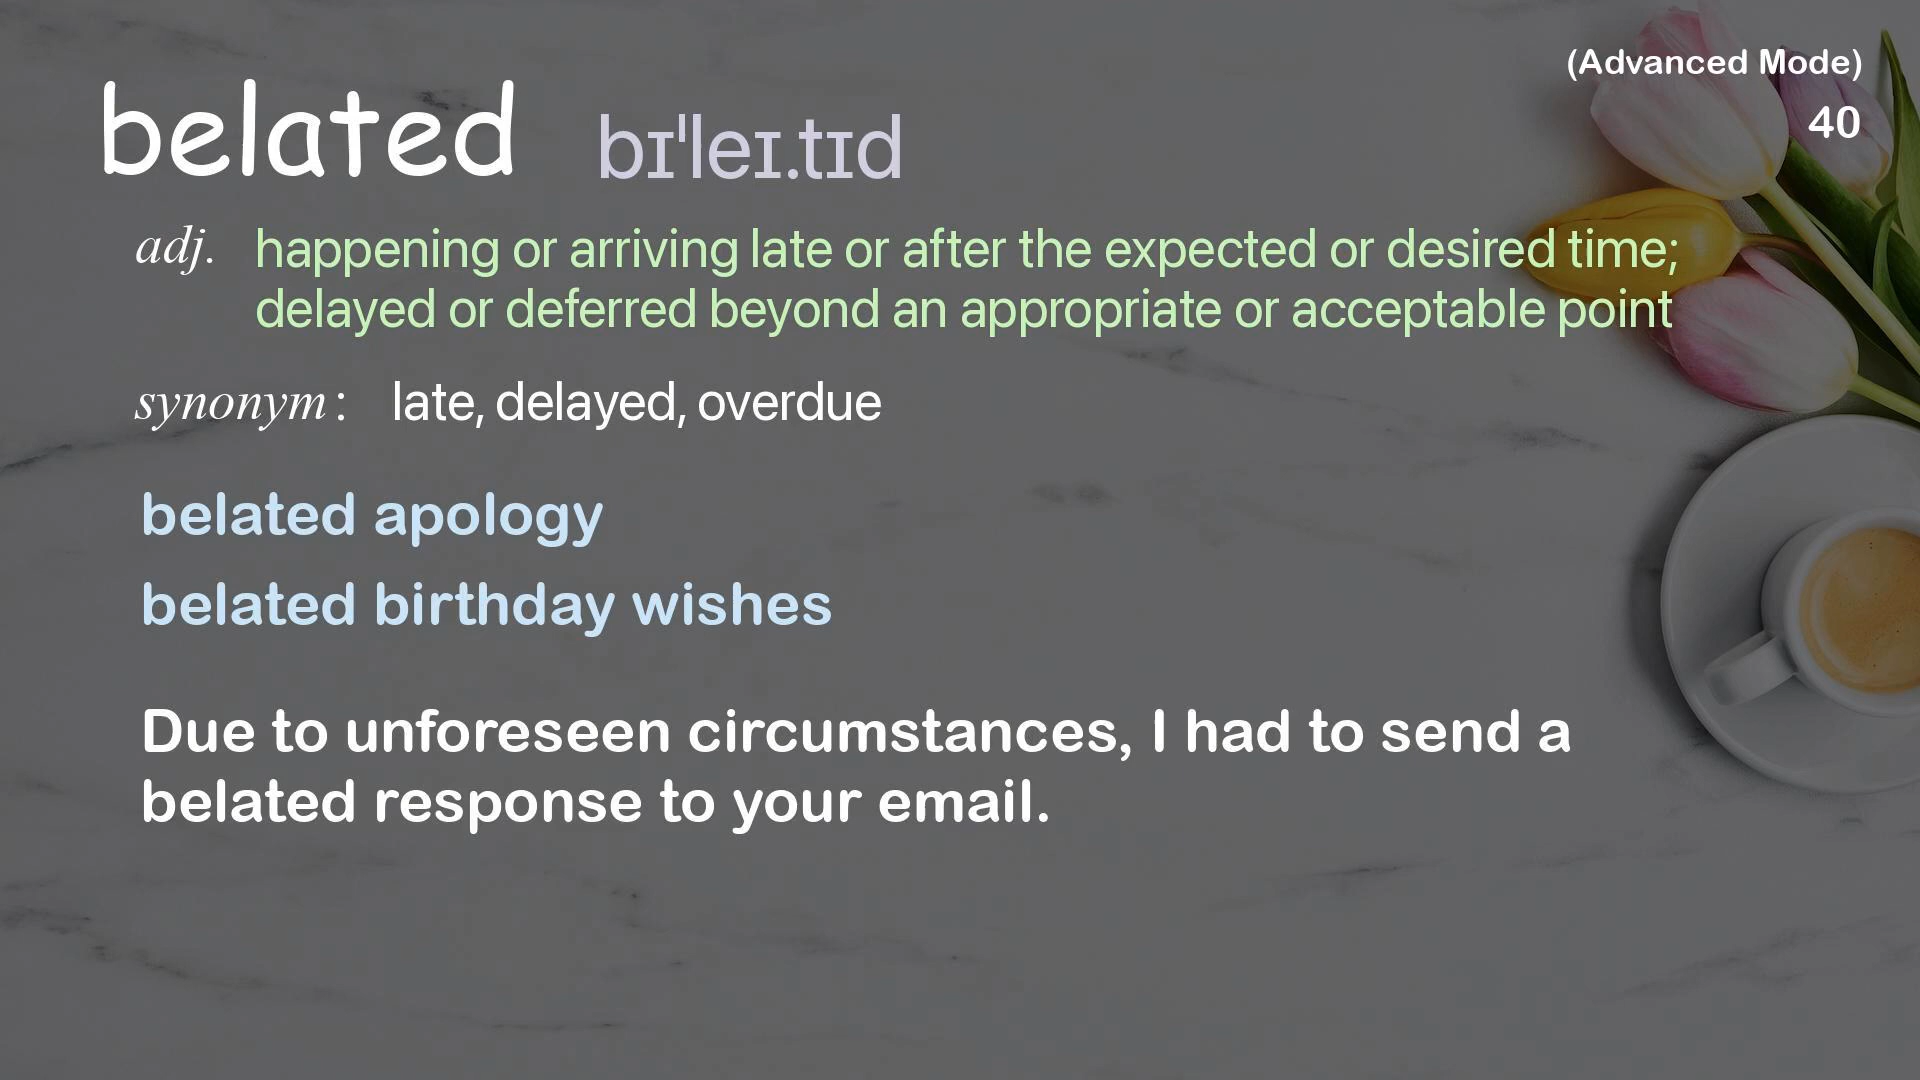 (Advanced Mode)
40
belated bɪˈleɪ.tɪd
adj. happening or arriving late or after the expected or desired time;
delayed or deferred beyond an appropriate or acceptable point
synonym : late, delayed, overdue
belated apology
belated birthday wishes
Due to unforeseen circumstances, I had to send a
belated response to your email.